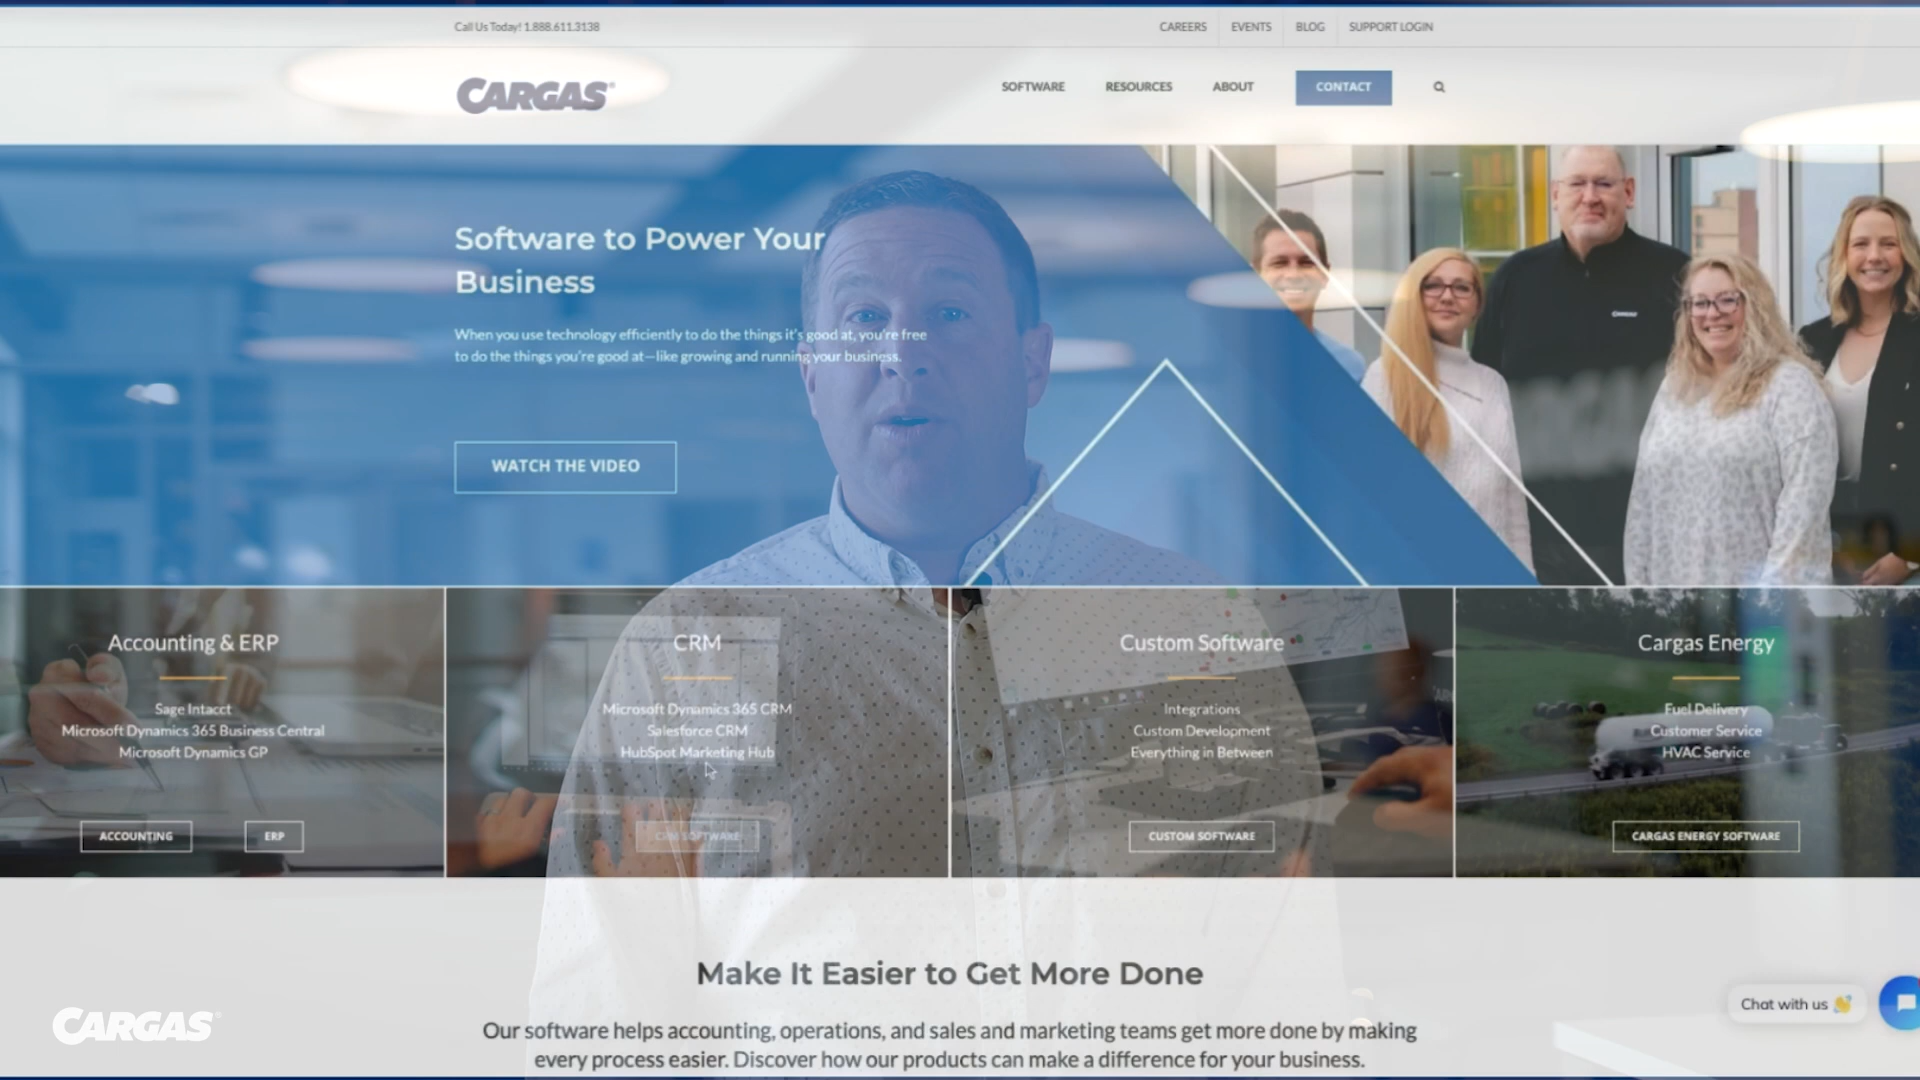 Call Us Today! 1.888.611.3138
CAREERS EVENTS BLOG SUPPORT LOGIN
CARGAS®
SOFTWARE RESOURCES ABOUT CONTACT
Software to Power Your
Business
When you use technology efficiently to do the things it's good at, you're free
to do the things you're good at—like growing and running your business.
WATCH THE VIDEO
Accounting & ERP
Sage Intacct
Microsoft Dynamics 365 Business Central
Microsoft Dynamics GP
ACCOUNTING
ERP
CRM
Microsoft Dynamics 365 CRM
Salesforce CRM
HubSpot Marketing Hub
CRM SOFTWARE
Custom Software
Integrations
Custom Development
Everything in Between
CUSTOM SOFTWARE
Cargas Energy
Fuel Delivery
Customer Service
HVAC Service
CARGAS ENERGY SOFTWARE
Make It Easier to Get More Done
Our software helps accounting, operations, and sales and marketing teams get more done by making
every process easier. Discover how our products can make a difference for your business.
Chat with us 👋
CARGAS